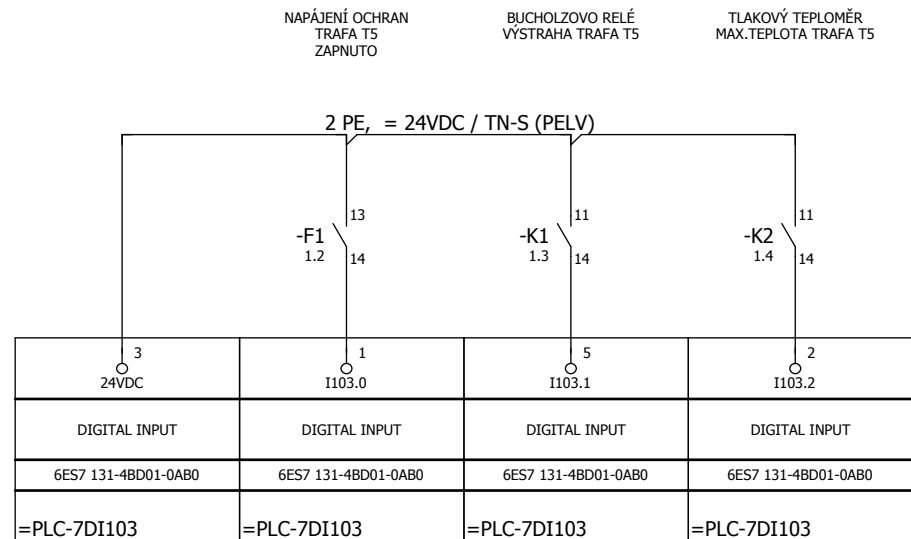 NAPÁJENÍ OCHRAN
TRAFA T5
ZAPNUTO
BUCHOLZOVO RELÉ
VÝSTRAHA TRAFA T5
TLAKOVÝ TEPLOMĚR
MAX.TEPLOTA TRAFA T5
2 PE, = 24VDC / TN-S (PELV)
13
-F1
1.2
14
11
-K1
1.3
14
11
-K2
1.4
14
3
24VDC
1
I103.0
5
I103.1
2
I103.2
DIGITAL INPUT
DIGITAL INPUT
DIGITAL INPUT
DIGITAL INPUT
6ES7 131-4BD01-0AB0
6ES7 131-4BD01-0AB0
6ES7 131-4BD01-0AB0
6ES7 131-4BD01-0AB0
=PLC-7DI103
=PLC-7DI103
=PLC-7DI103
=PLC-7DI103